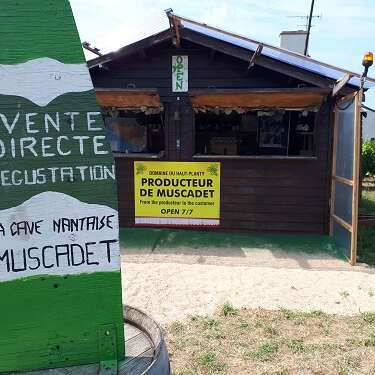 VENTE
DIRECTE
DEGUSTATION
LA CAVE NANTAISE
MUSCADET
OPEN
DOMAINE DU HAUT-PLANTY
PRODUCTEUR
DE MUSCADET
From the producteur to the customer
OPEN 7/7